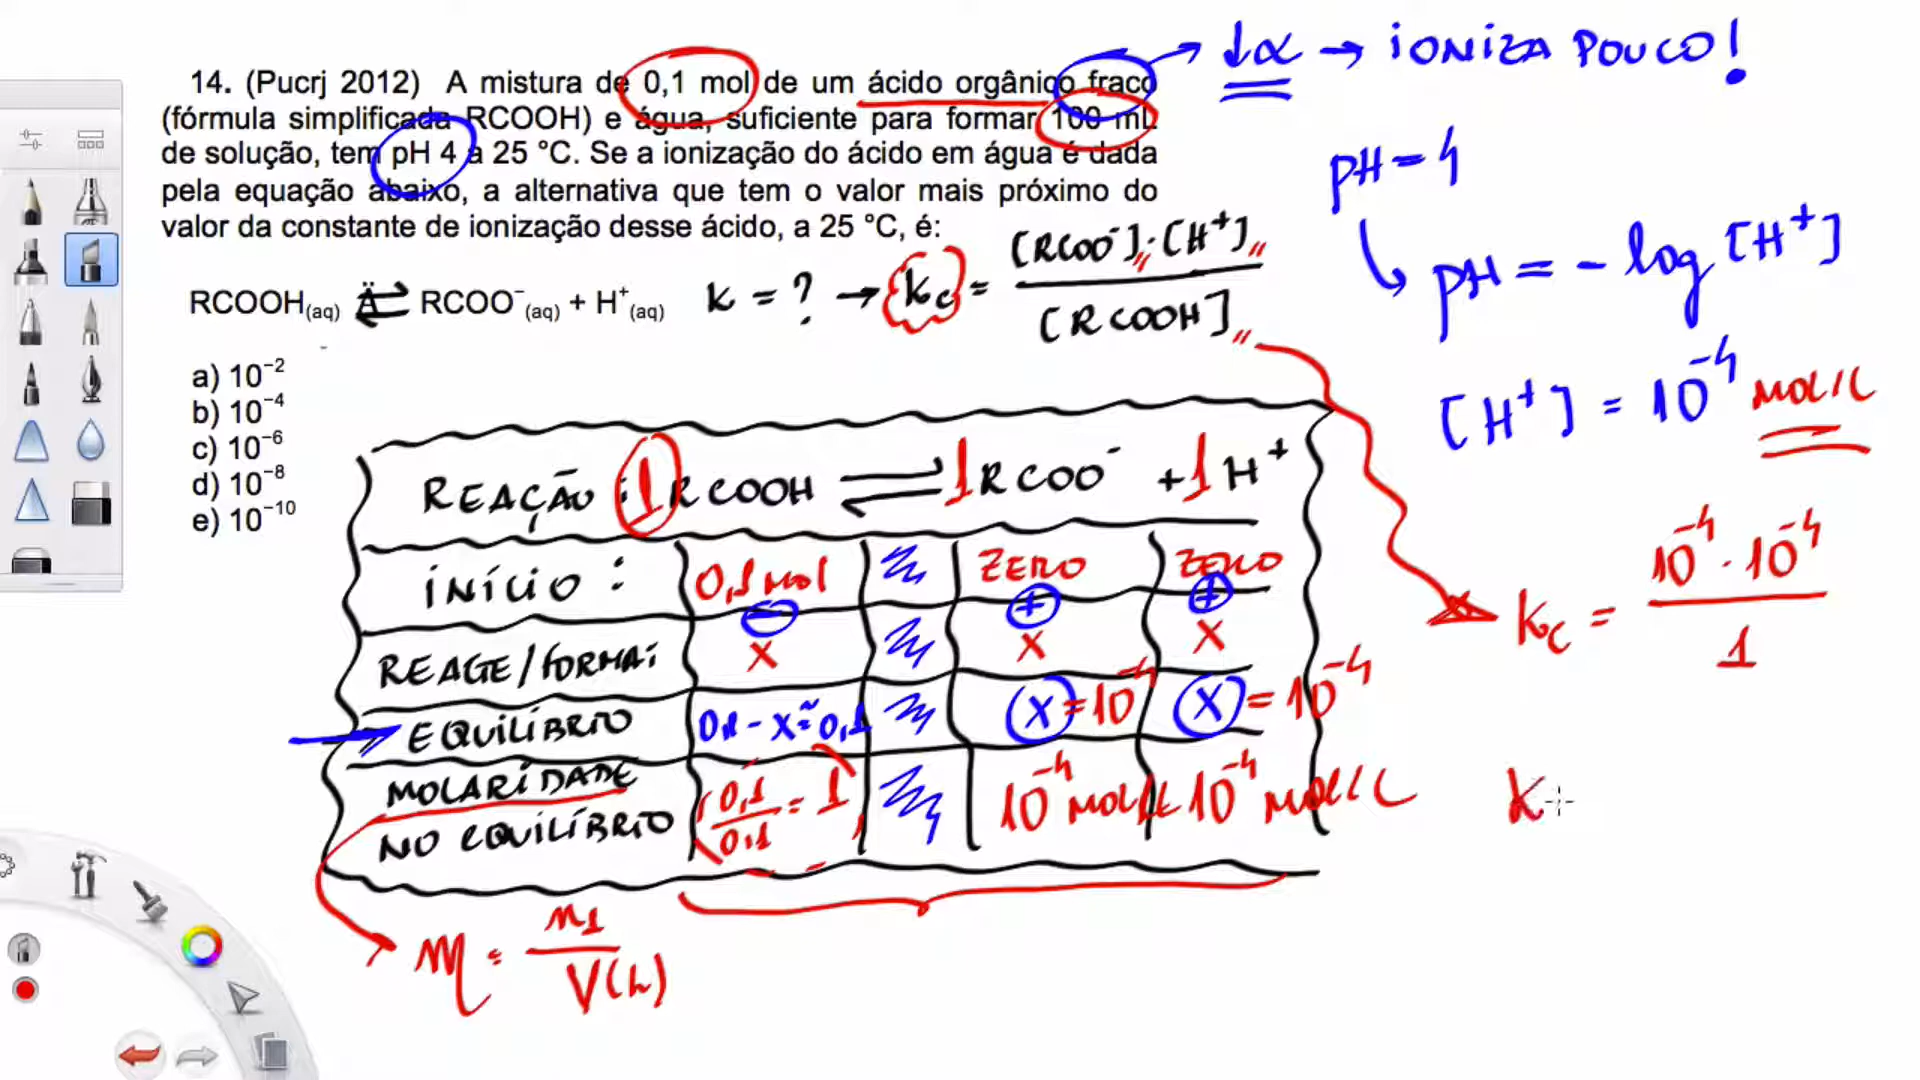 14. (Pucrj 2012) A mistura de 0,1 mol de um ácido orgânico fraco
(fórmula simplificada RCOOH) e água, suficiente para formar 100 mL
de solução, tem pH 4 a 25 °C. Se a ionização do ácido em água é dada
pela equação abaixo, a alternativa que tem o valor mais próximo do
valor da constante de ionização desse ácido, a 25 °C, é:
↓α → IONIZA POUCO!
pH = 4
pH = - log [H⁺]
[H⁺] = 10⁻⁴ MOL/L
RCOOH(aq) Ä ⇌ RCOO⁻(aq) + H⁺(aq)
K = ? → Kc = [RCOO⁻].[H⁺] / [RCOOH]
a) 10⁻²
b) 10⁻⁴
c) 10⁻⁶
d) 10⁻⁸
e) 10⁻¹⁰
REAÇÃO: 1 RCOOH ⇌ 1 RCOO⁻ + 1 H⁺
INÍCIO: 0,1 mol ZERO ZERO
- + +
REAGE/FORMA: X X X
EQUILÍBRIO 0,1 - X ≈ 0,1 X = 10⁻⁴ X = 10⁻⁴
MOLARIDADE
NO EQUILÍBRIO 0,1/0,1 = 1 10⁻⁴ MOL/L 10⁻⁴ MOL/L
M = n1 / V(L)
Kc = 10⁻⁴ . 10⁻⁴ / 1
K